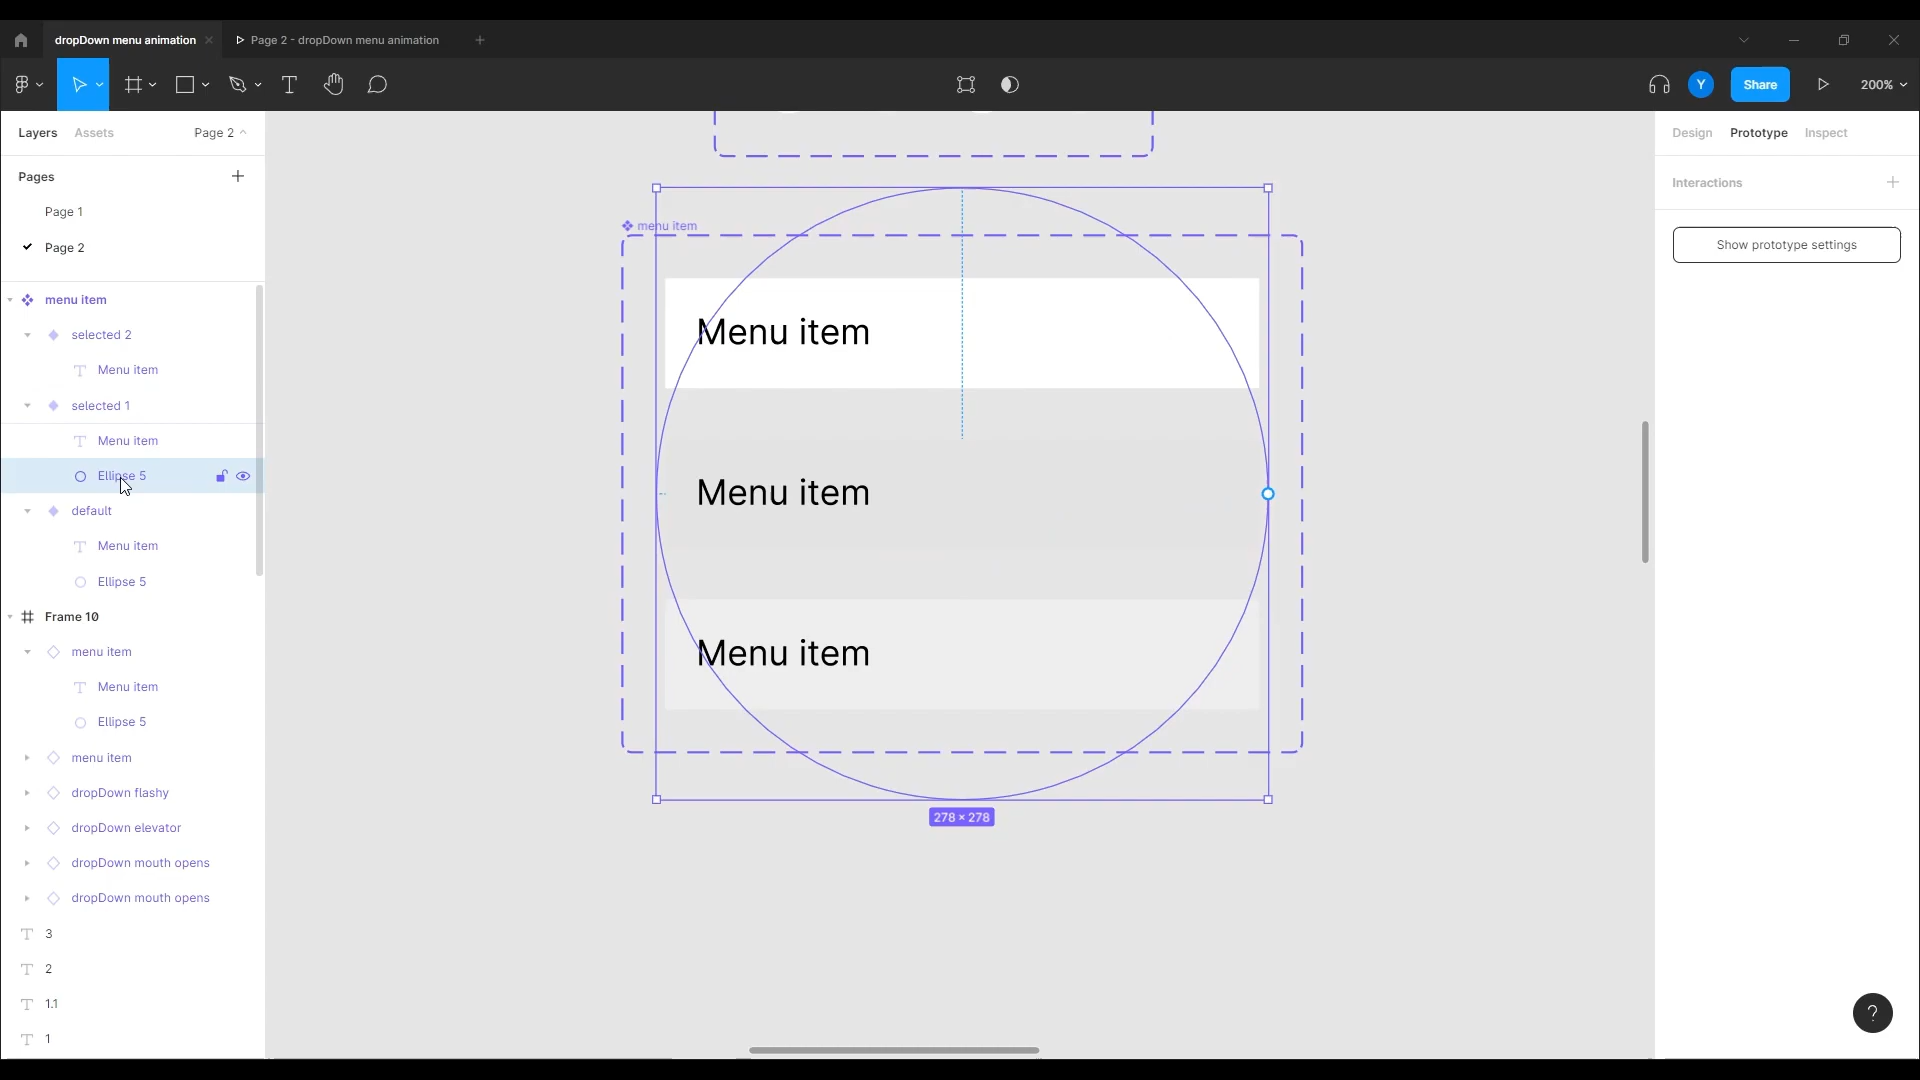 dropDown menu animation
Page 2 - dropDown menu animation
Share
Y
200%
Layers
Assets
Page 2
Design
Prototype
Inspect
Pages
Interactions
Page 1
Page 2
Show prototype settings
menu item
selected 2
Menu item
selected 1
Menu item
Ellipse 5
default
Menu item
Ellipse 5
Frame 10
menu item
Menu item
Ellipse 5
menu item
dropDown flashy
dropDown elevator
dropDown mouth opens
dropDown mouth opens
3
2
1.1
1
menu item
Menu item
Menu item
Menu item
278 × 278
?